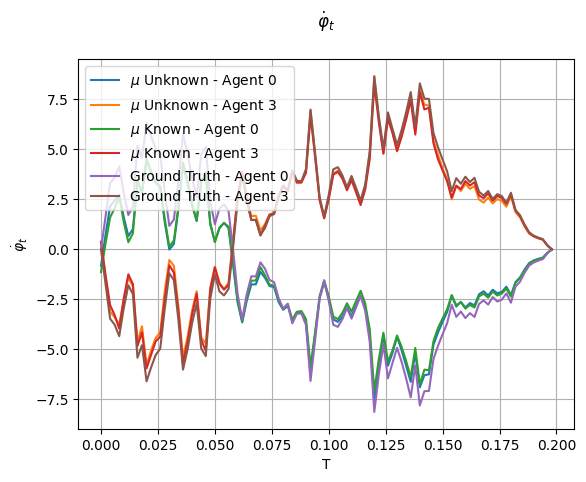 φ̇ₜ
μ Unknown - Agent 0
μ Unknown - Agent 3
μ Known - Agent 0
μ Known - Agent 3
Ground Truth - Agent 0
Ground Truth - Agent 3
φ̇ₜ
7.5
5.0
2.5
0.0
−2.5
−5.0
−7.5
0.000 0.025 0.050 0.075 0.100 0.125 0.150 0.175 0.200
T